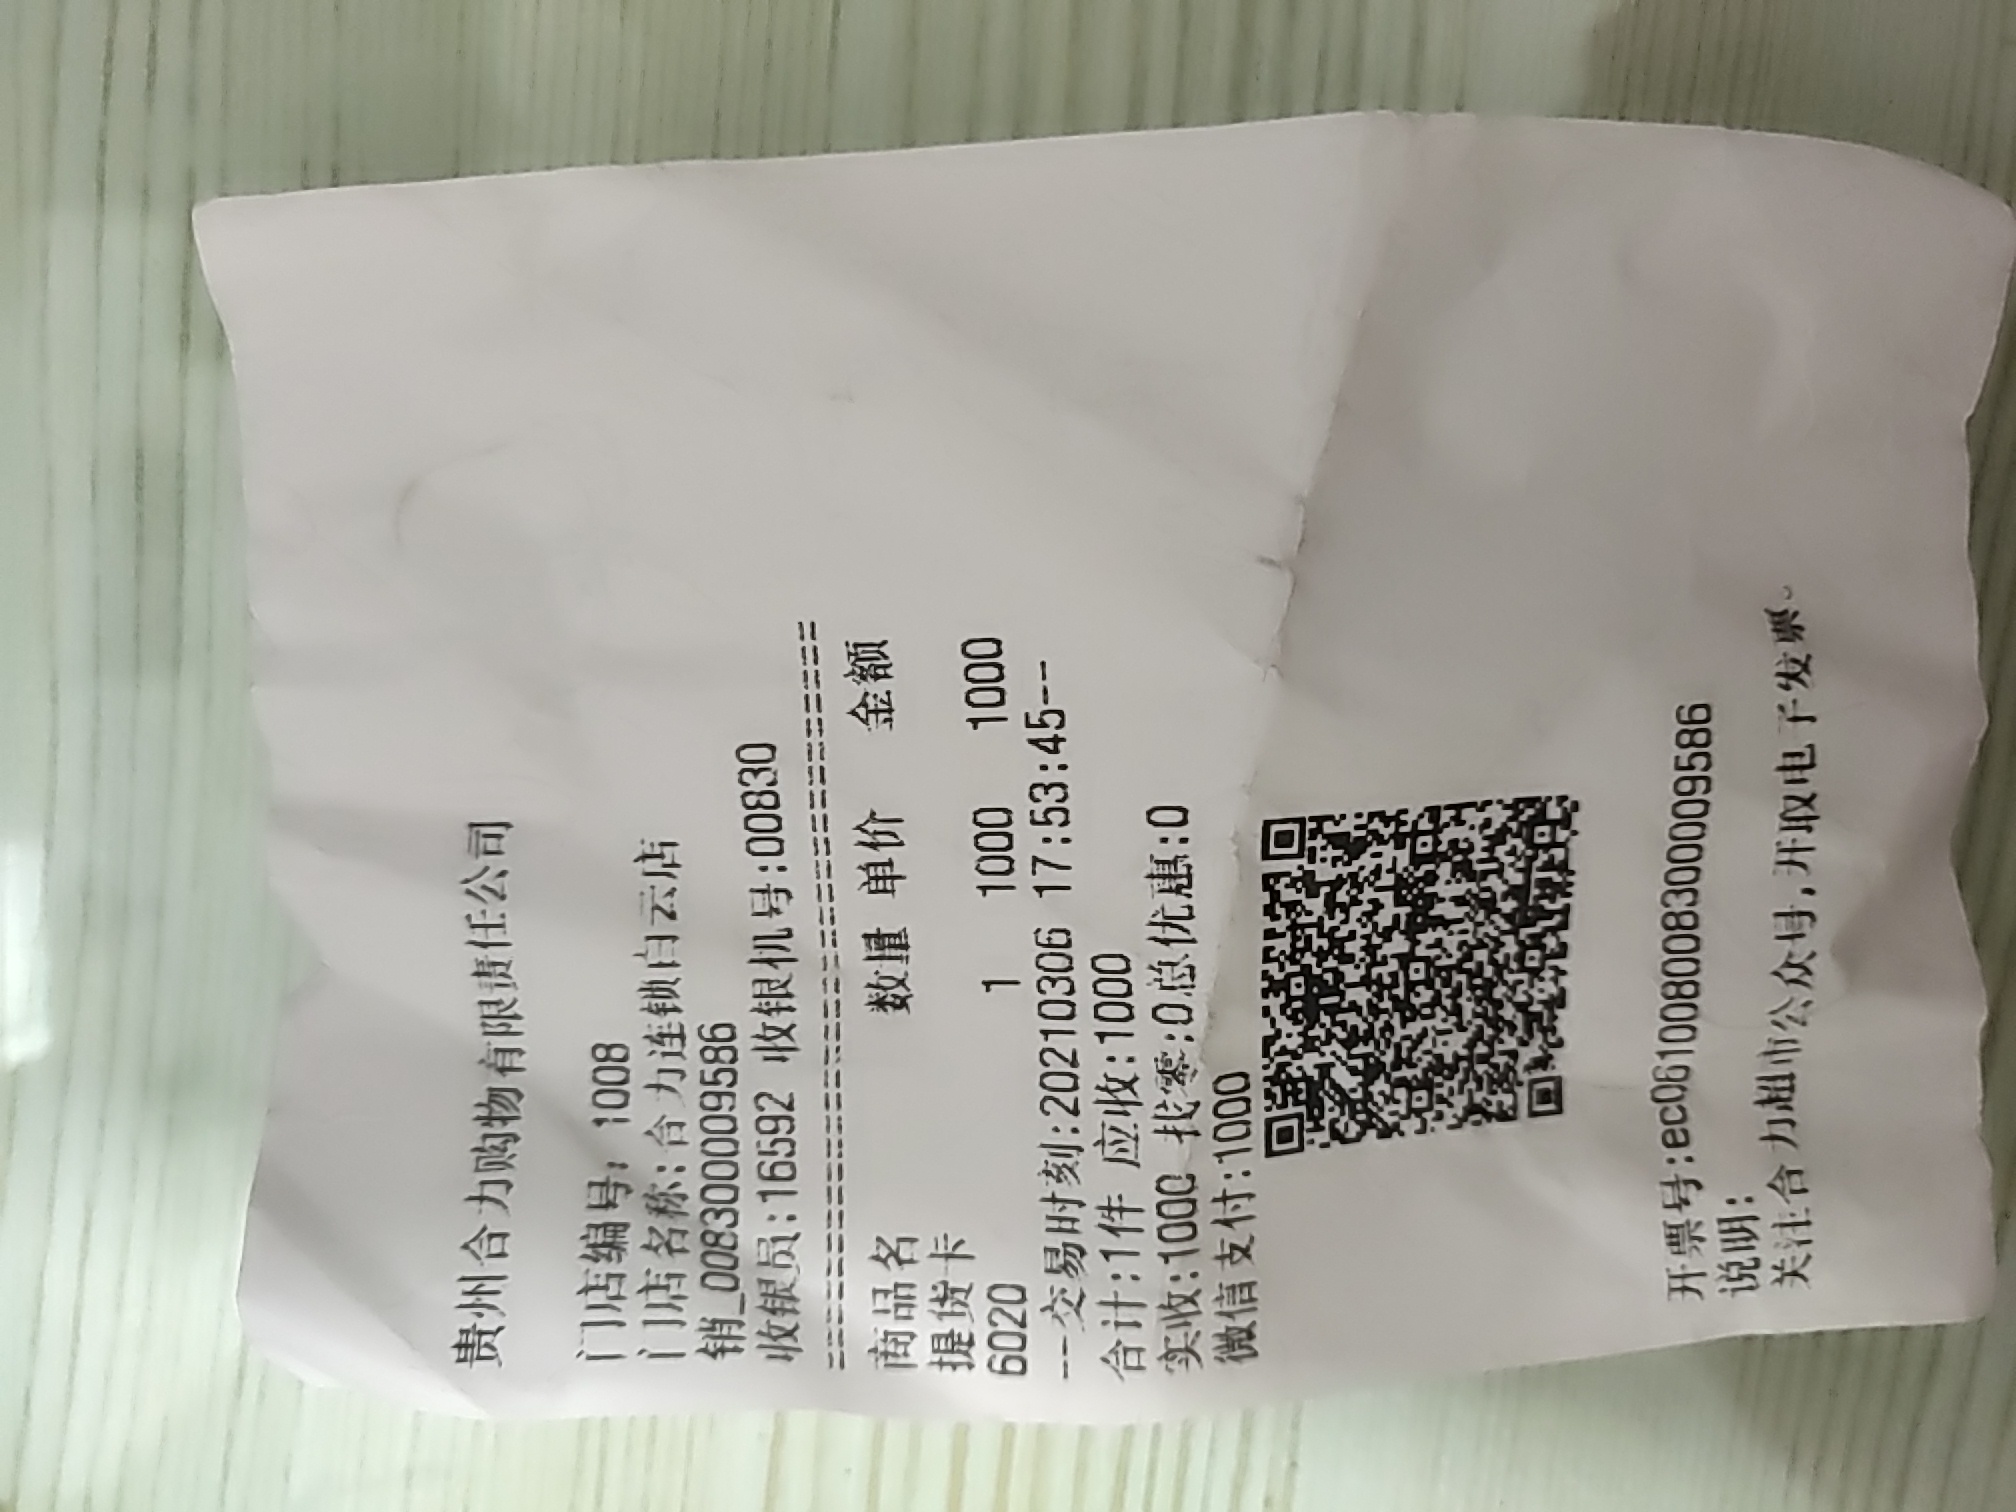 贵州合力购物有限责任公司
门店编号: 1008
门店名称:合力连锁白云店
销_0083000009586
收银员:16592 收银机号:00830
========================================
商品名 数量 单价 金额
提货卡
6020 1 1000 1000
---交易时刻:20210306 17:53:45---
合计:1件 应收:1000
实收:1000 找零:0总优惠:0
微信支付:1000
开票号:ec061008008300009586
说明:
关注合力超市公众号,开取电子发票。